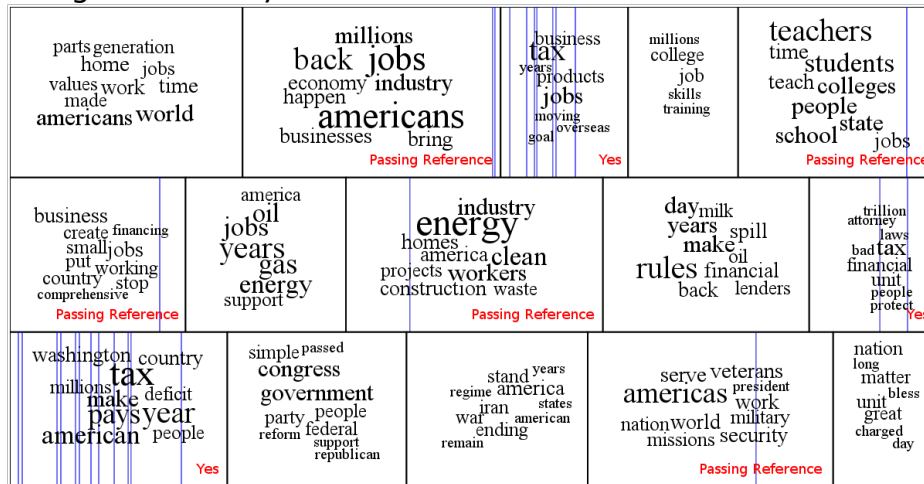 parts generation
home jobs
values work time
made
americans world
millions
back jobs
economy industry
happen
americans
businesses bring
Passing Reference
business
tax
years
products
jobs
moving
overseas
goal
Yes
millions
college
job
skills
training
teachers
time
students
teach colleges
people
state
school
jobs
Passing Reference
business
create financing
small jobs
put working
country stop
comprehensive
Passing Reference
america
oil
jobs
years
gas
energy
support
industry
energy
homes
america clean
projects workers
construction waste
Passing Reference
day milk
years
make spill
oil
rules financial
back lenders
trillion
attorney
laws
bad tax
financial
unit
people
protect
Yes
washington country
tax
millions
make deficit
pays year
american people
Yes
simple passed
congress
government
party people
federal
reform
support
republican
years
stand
regime america
iran states
war american
ending
remain
serve veterans
americas president
work
nation world military
missions security
Passing Reference
nation
long
matter
bless
unit
great
charged
day